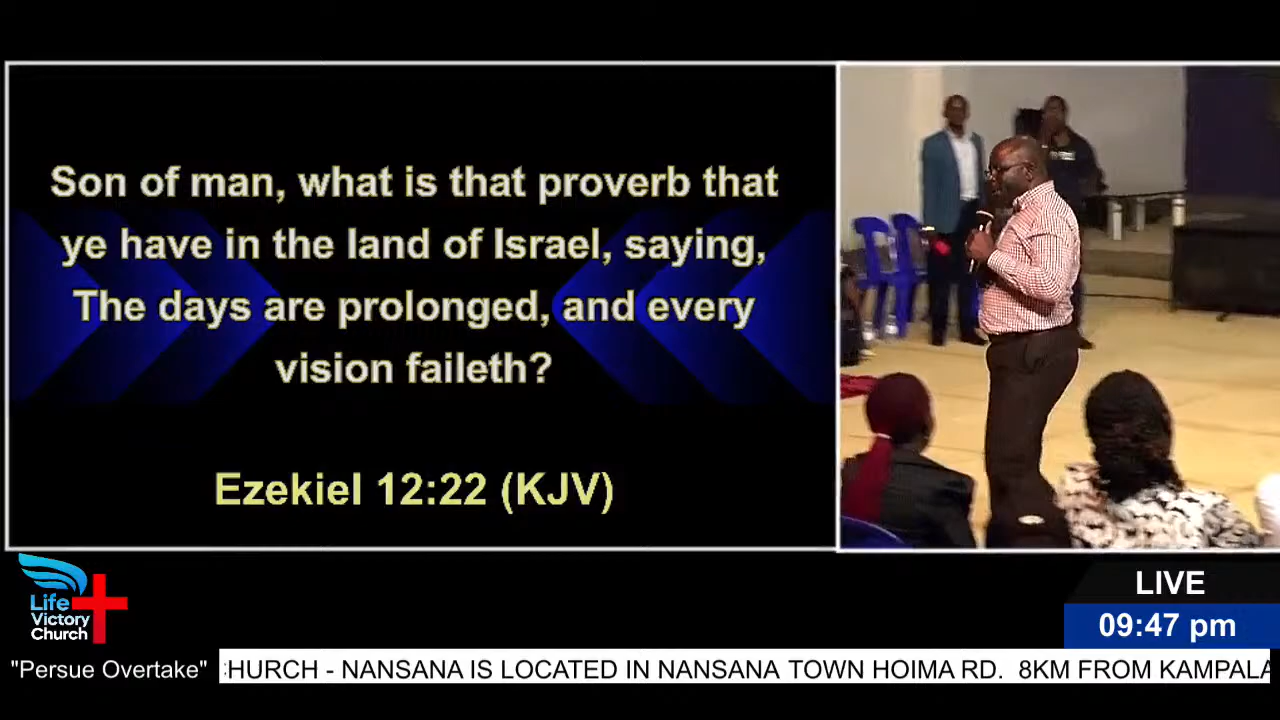 Son of man, what is that proverb that
ye have in the land of Israel, saying,
The days are prolonged, and every
vision faileth?
Ezekiel 12:22 (KJV)
Life
Victory
Church
LIVE
09:47 pm
"Persue Overtake"
HURCH - NANSANA IS LOCATED IN NANSANA TOWN HOIMA RD. 8KM FROM KAMPALA